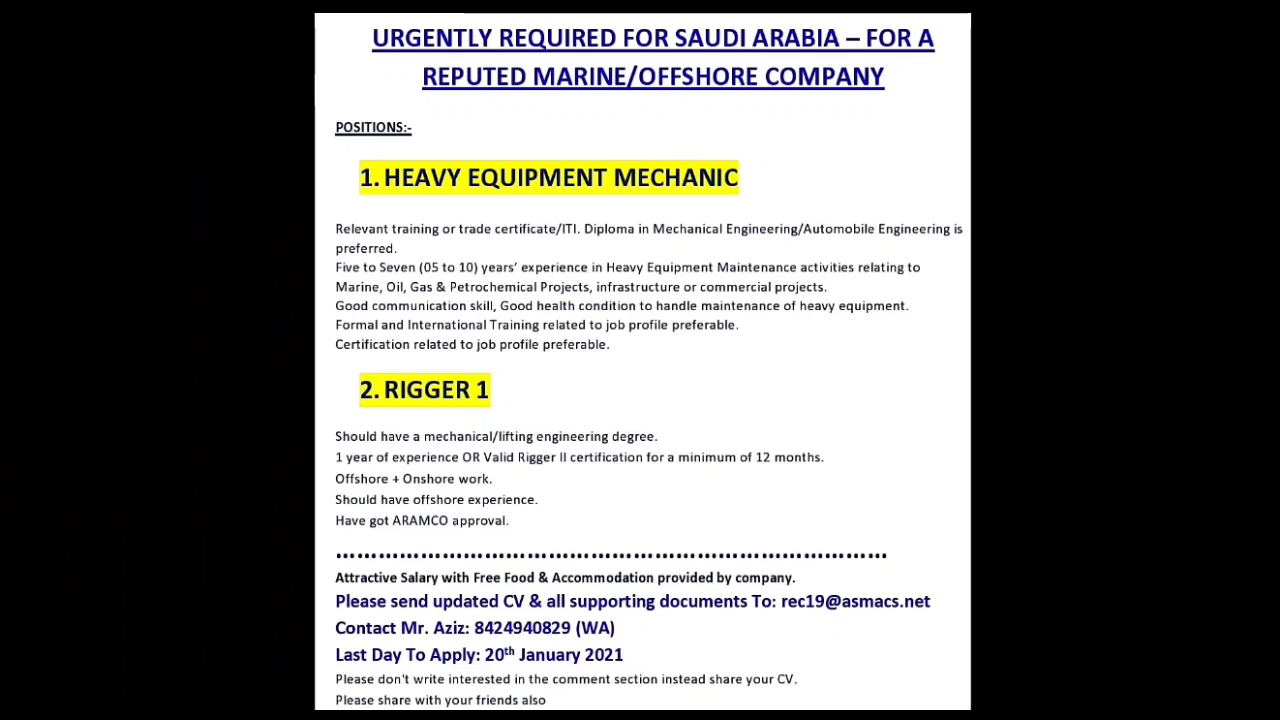 URGENTLY REQUIRED FOR SAUDI ARABIA – FOR A
REPUTED MARINE/OFFSHORE COMPANY
POSITIONS:-
1. HEAVY EQUIPMENT MECHANIC
Relevant training or trade certificate/ITI. Diploma in Mechanical Engineering/Automobile Engineering is
preferred.
Five to Seven (05 to 10) years’ experience in Heavy Equipment Maintenance activities relating to
Marine, Oil, Gas & Petrochemical Projects, infrastructure or commercial projects.
Good communication skill, Good health condition to handle maintenance of heavy equipment.
Formal and International Training related to job profile preferable.
Certification related to job profile preferable.
2. RIGGER 1
Should have a mechanical/lifting engineering degree.
1 year of experience OR Valid Rigger II certification for a minimum of 12 months.
Offshore + Onshore work.
Should have offshore experience.
Have got ARAMCO approval.
……………………………………………………………………………
Attractive Salary with Free Food & Accommodation provided by company.
Please send updated CV & all supporting documents To: rec19@asmacs.net
Contact Mr. Aziz: 8424940829 (WA)
Last Day To Apply: 20th January 2021
Please don't write interested in the comment section instead share your CV.
Please share with your friends also